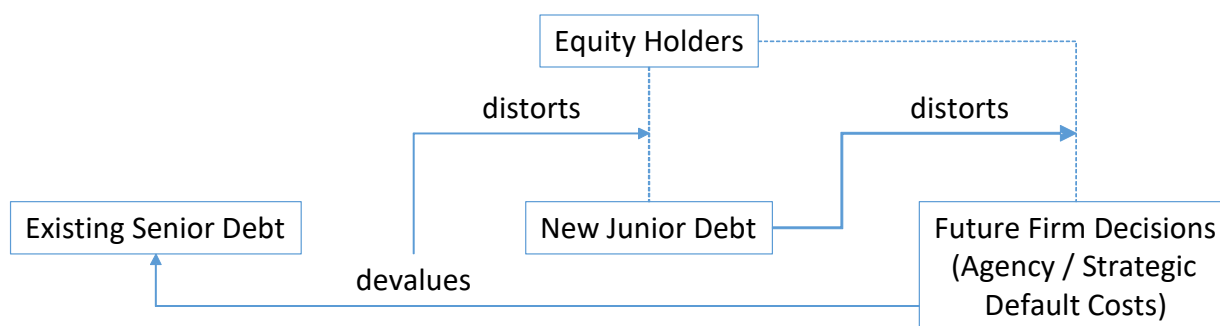 Equity Holders
distorts
distorts
Existing Senior Debt
New Junior Debt
Future Firm Decisions
(Agency / Strategic
Default Costs)
devalues